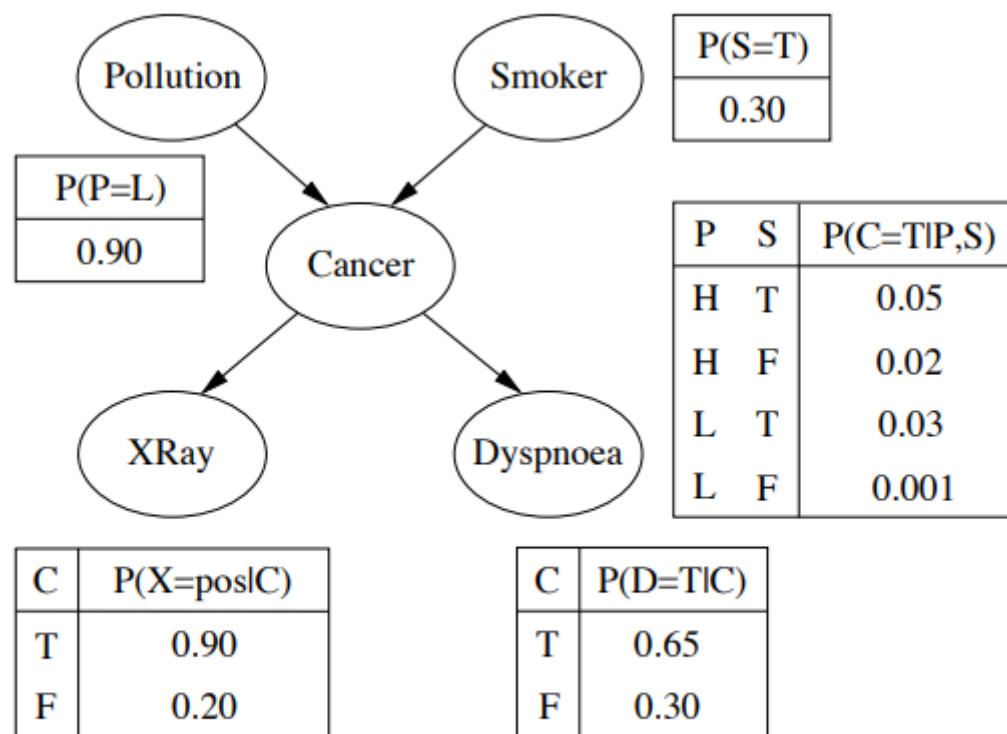 Pollution
Smoker
P(S=T)
0.30
P(P=L)
0.90
Cancer
P S P(C=T|P,S)
H T 0.05
H F 0.02
L T 0.03
L F 0.001
XRay
Dyspnoea
C P(X=pos|C)
T 0.90
F 0.20
C P(D=T|C)
T 0.65
F 0.30